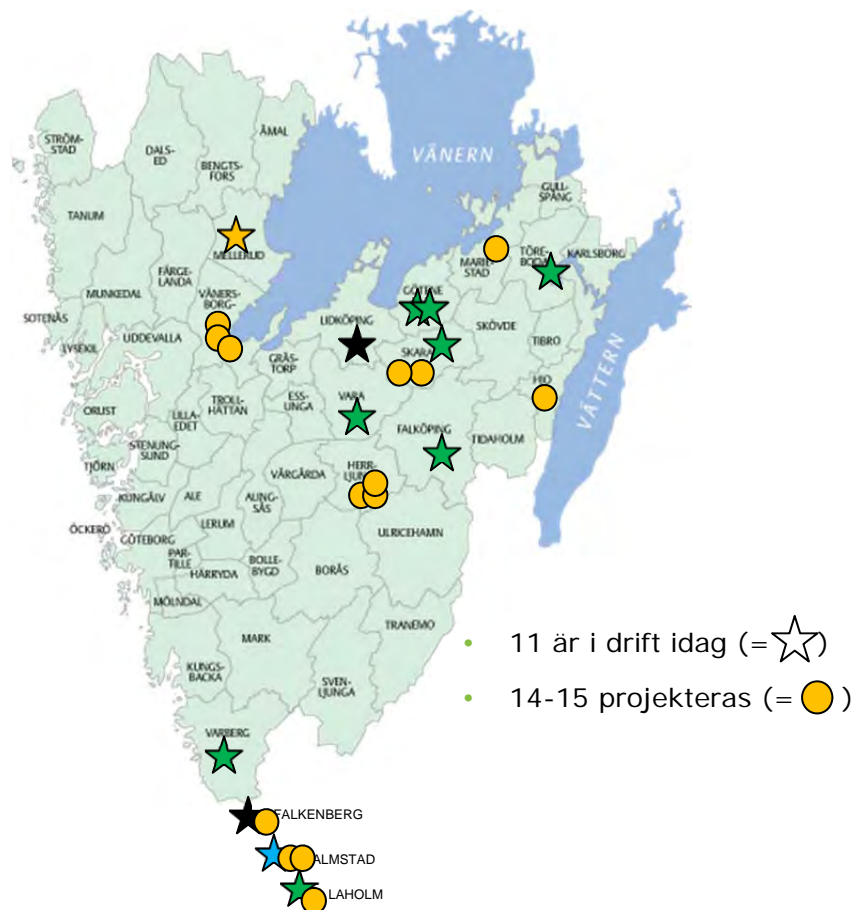 STRÖM-
STAD
DALS-
ED
BENGTS-
FORS
ÅMAL
VÄNERN
GULL-
SPÅNG
TANUM
MELLERUD
FÄRGE-
LANDA
MUNKEDAL
VÄNERS-
BORG
SOTENÄS
LYSEKIL
UDDEVALLA
MARIE-
STAD
TÖRE-
BODA
KARLSBORG
GÖTENE
LIDKÖPING
SKÖVDE
TIBRO
SKARA
GRÄS-
TORP
HJO
VÄTTERN
ORUST
LILLA
EDET
TROLL-
HÄTTAN
ESS-
UNGA
VARA
FALKÖPING
TIDAHOLM
STENUNG-
SUND
TJÖRN
VÅRGÅRDA
HERR-
LJUNGA
KUNGÄLV
ALE
ALING-
SÅS
ÖCKERÖ
LERUM
ULRICEHAMN
GÖTEBORG
PAR-
TILLE
HÄRRYDA
BOLLE-
BYGD
BORÅS
MÖLNDAL
MARK
TRANEMO
KUNGS-
BACKA
SVEN-
LJUNGA
• 11 är i drift idag (= )
• 14-15 projekteras (= )
VARBERG
FALKENBERG
ALMSTAD
LAHOLM